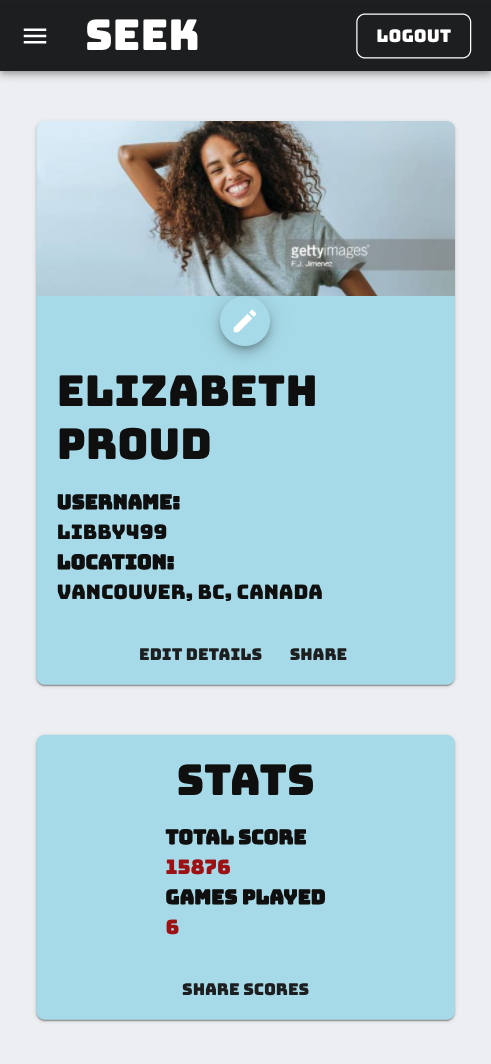 SEEK
LOGOUT
gettyimages®
F.J. Jimenez
ELIZABETH
PROUD
USERNAME:
LIBBY499
LOCATION:
VANCOUVER, BC, CANADA
EDIT DETAILS SHARE
STATS
TOTAL SCORE
15876
GAMES PLAYED
6
SHARE SCORES